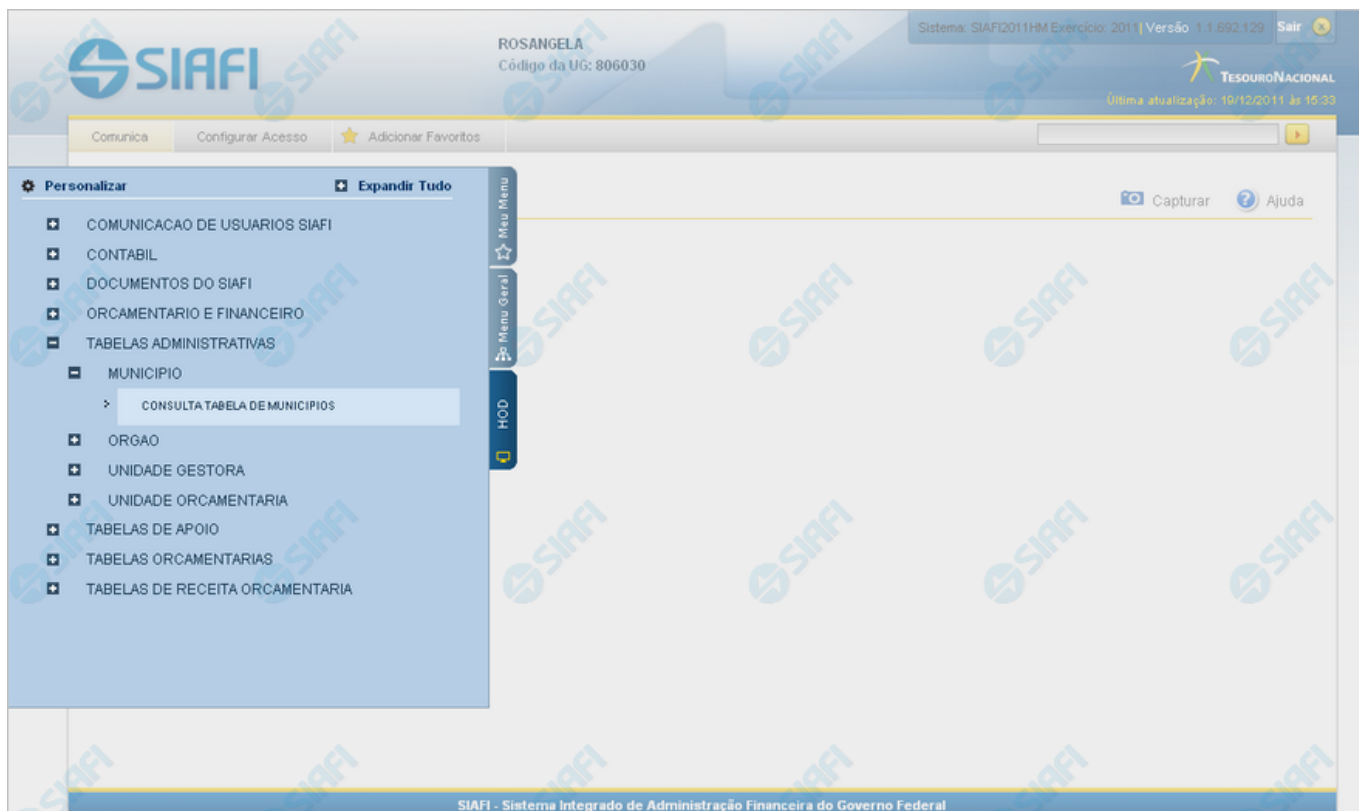 Sistema: SIAFI2011HM Exercício: 2011| Versão 1.1.692.129 Sair
SIAFI
ROSANGELA
Código da UG: 806030
TESOURONACIONAL
Última atualização: 19/12/2011 às 15:33
Comunica Configurar Acesso Adicionar Favoritos
Personalizar Expandir Tudo
Capturar Ajuda
COMUNICACAO DE USUARIOS SIAFI
CONTABIL
DOCUMENTOS DO SIAFI
ORCAMENTARIO E FINANCEIRO
TABELAS ADMINISTRATIVAS
MUNICIPIO
CONSULTA TABELA DE MUNICIPIOS
ORGAO
UNIDADE GESTORA
UNIDADE ORCAMENTARIA
TABELAS DE APOIO
TABELAS ORCAMENTARIAS
TABELAS DE RECEITA ORCAMENTARIA
Meu Menu
Menu Geral
HOD
SIAFI - Sistema Integrado de Administração Financeira do Governo Federal